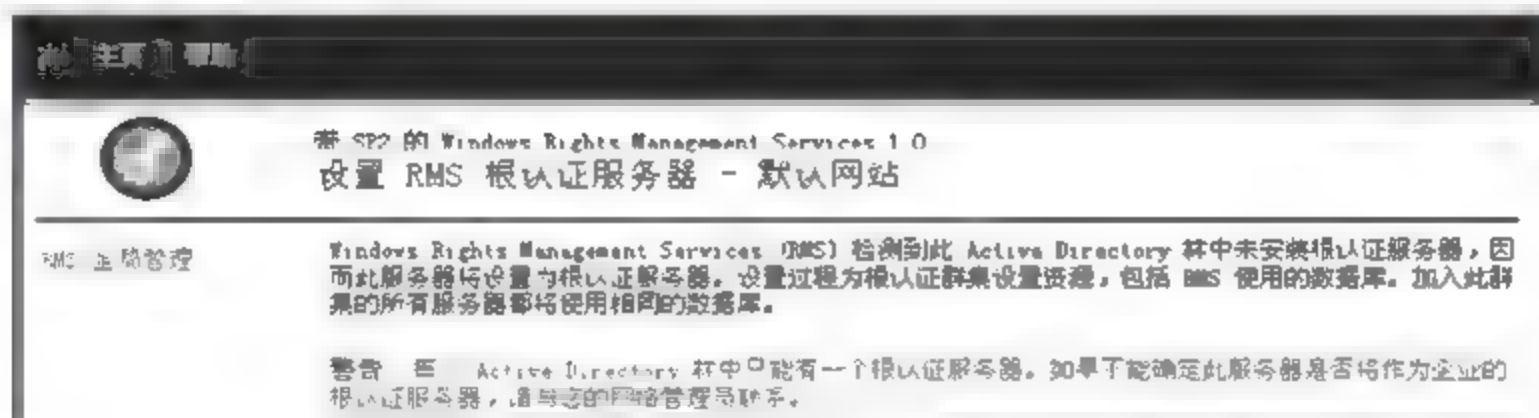 主页 帮助
带 SP2 的 Windows Rights Management Services 1.0
设置 RMS 根认证服务器 - 默认网站
RMS 全局管理
Windows Rights Management Services (RMS) 检测到此 Active Directory 林中未安装根认证服务器，因
而此服务器将设置为根认证服务器。设置过程为根认证群集设置资源，包括 RMS 使用的数据库。加入此群
集的所有服务器都将使用相同的数据库。
警告 Active Directory 林中只能有一个根认证服务器。如果不能确定此服务器是否将作为企业的
根认证服务器，请与您的网络管理员联系。